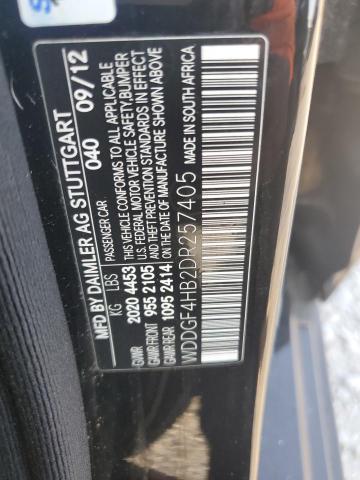 MFD BY DAIMLER AG STUTTGART
PASSENGER CAR 040 09/12
KG LBS
GVWR 2020 4453
GAWR FRONT 955 2105
GAWR REAR 1095 2414
THIS VEHICLE CONFORMS TO ALL APPLICABLE
U.S. FEDERAL MOTOR VEHICLE SAFETY, BUMPER
AND THEFT PREVENTION STANDARDS IN EFFECT
ON THE DATE OF MANUFACTURE SHOWN ABOVE
WDDGF4HB2DR257405
MADE IN SOUTH AFRICA